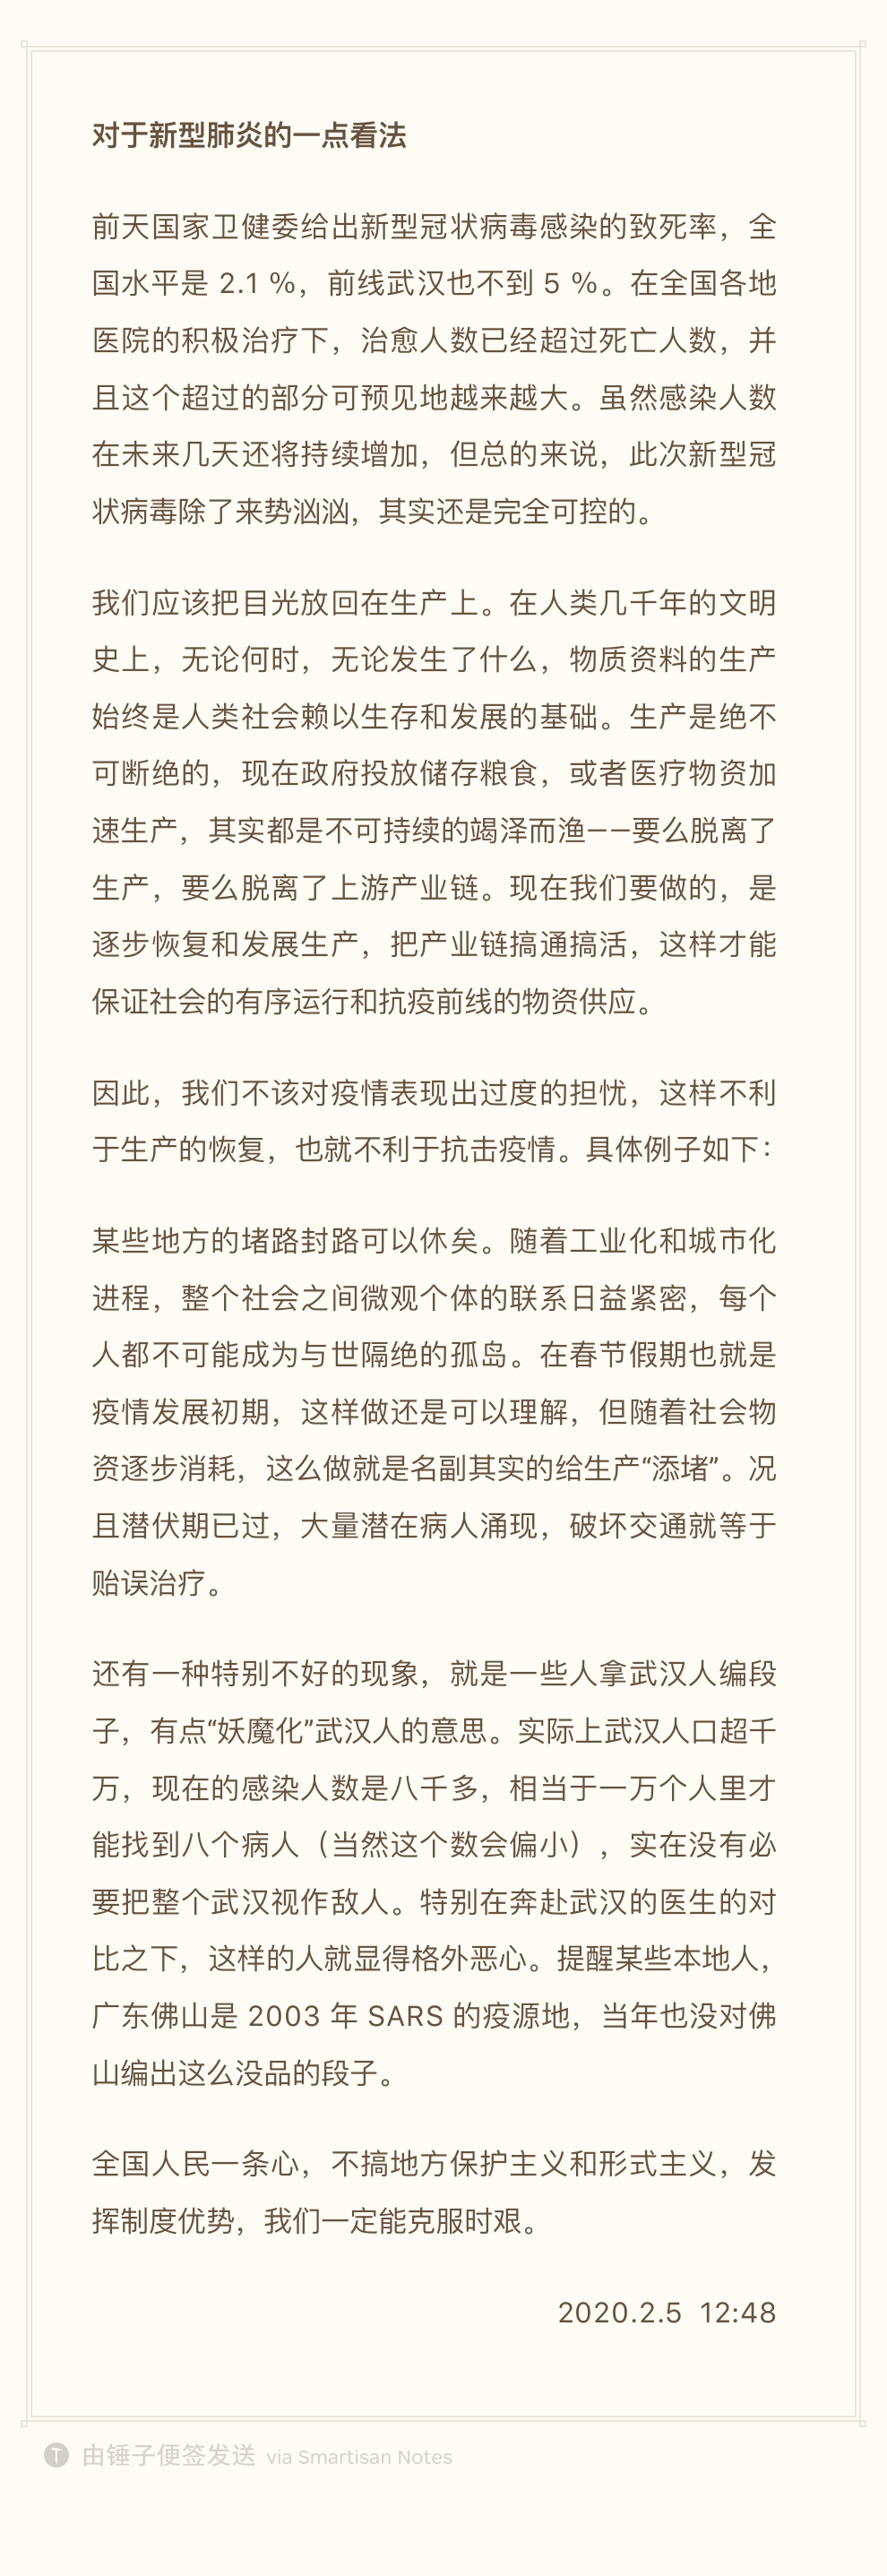 对于新型肺炎的一点看法
前天国家卫健委给出新型冠状病毒感染的致死率，全
国水平是 2.1 %，前线武汉也不到 5 %。在全国各地
医院的积极治疗下，治愈人数已经超过死亡人数，并
且这个超过的部分可预见地越来越大。虽然感染人数
在未来几天还将持续增加，但总的来说，此次新型冠
状病毒除了来势汹汹，其实还是完全可控的。
我们应该把目光放回在生产上。在人类几千年的文明
史上，无论何时，无论发生了什么，物质资料的生产
始终是人类社会赖以生存和发展的基础。生产是绝不
可断绝的，现在政府投放储存粮食，或者医疗物资加
速生产，其实都是不可持续的竭泽而渔——要么脱离了
生产，要么脱离了上游产业链。现在我们要做的，是
逐步恢复和发展生产，把产业链搞通搞活，这样才能
保证社会的有序运行和抗疫前线的物资供应。
因此，我们不该对疫情表现出过度的担忧，这样不利
于生产的恢复，也就不利于抗击疫情。具体例子如下：
某些地方的堵路封路可以休矣。随着工业化和城市化
进程，整个社会之间微观个体的联系日益紧密，每个
人都不可能成为与世隔绝的孤岛。在春节假期也就是
疫情发展初期，这样做还是可以理解，但随着社会物
资逐步消耗，这么做就是名副其实的给生产“添堵”。况
且潜伏期已过，大量潜在病人涌现，破坏交通就等于
贻误治疗。
还有一种特别不好的现象，就是一些人拿武汉人编段
子，有点“妖魔化”武汉人的意思。实际上武汉人口超千
万，现在的感染人数是八千多，相当于一万个人里才
能找到八个病人（当然这个数会偏小），实在没有必
要把整个武汉视作敌人。特别在奔赴武汉的医生的对
比之下，这样的人就显得格外恶心。提醒某些本地人，
广东佛山是 2003 年 SARS 的疫源地，当年也没对佛
山编出这么没品的段子。
全国人民一条心，不搞地方保护主义和形式主义，发
挥制度优势，我们一定能克服时艰。
2020.2.5 12:48
由锤子便签发送 via Smartisan Notes